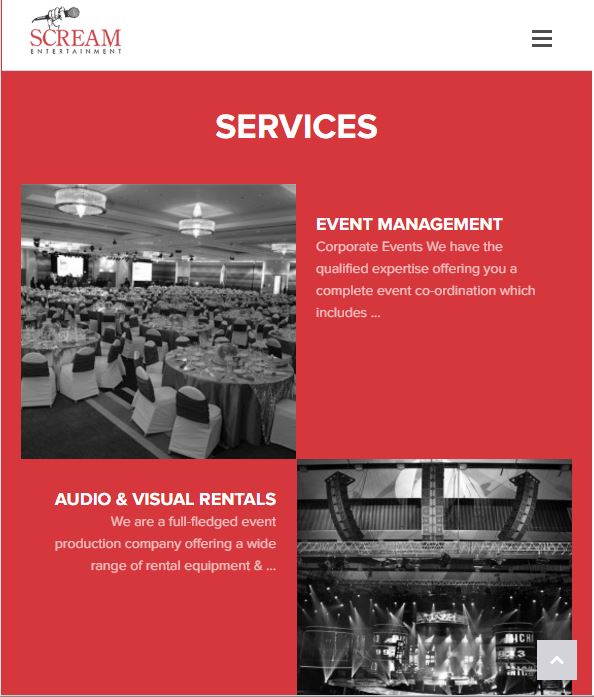 SCREAM
ENTERTAINMENT
SERVICES
EVENT MANAGEMENT
Corporate Events We have the
qualified expertise offering you a
complete event co-ordination which
includes ...
AUDIO & VISUAL RENTALS
We are a full-fledged event
production company offering a wide
range of rental equipment & ...